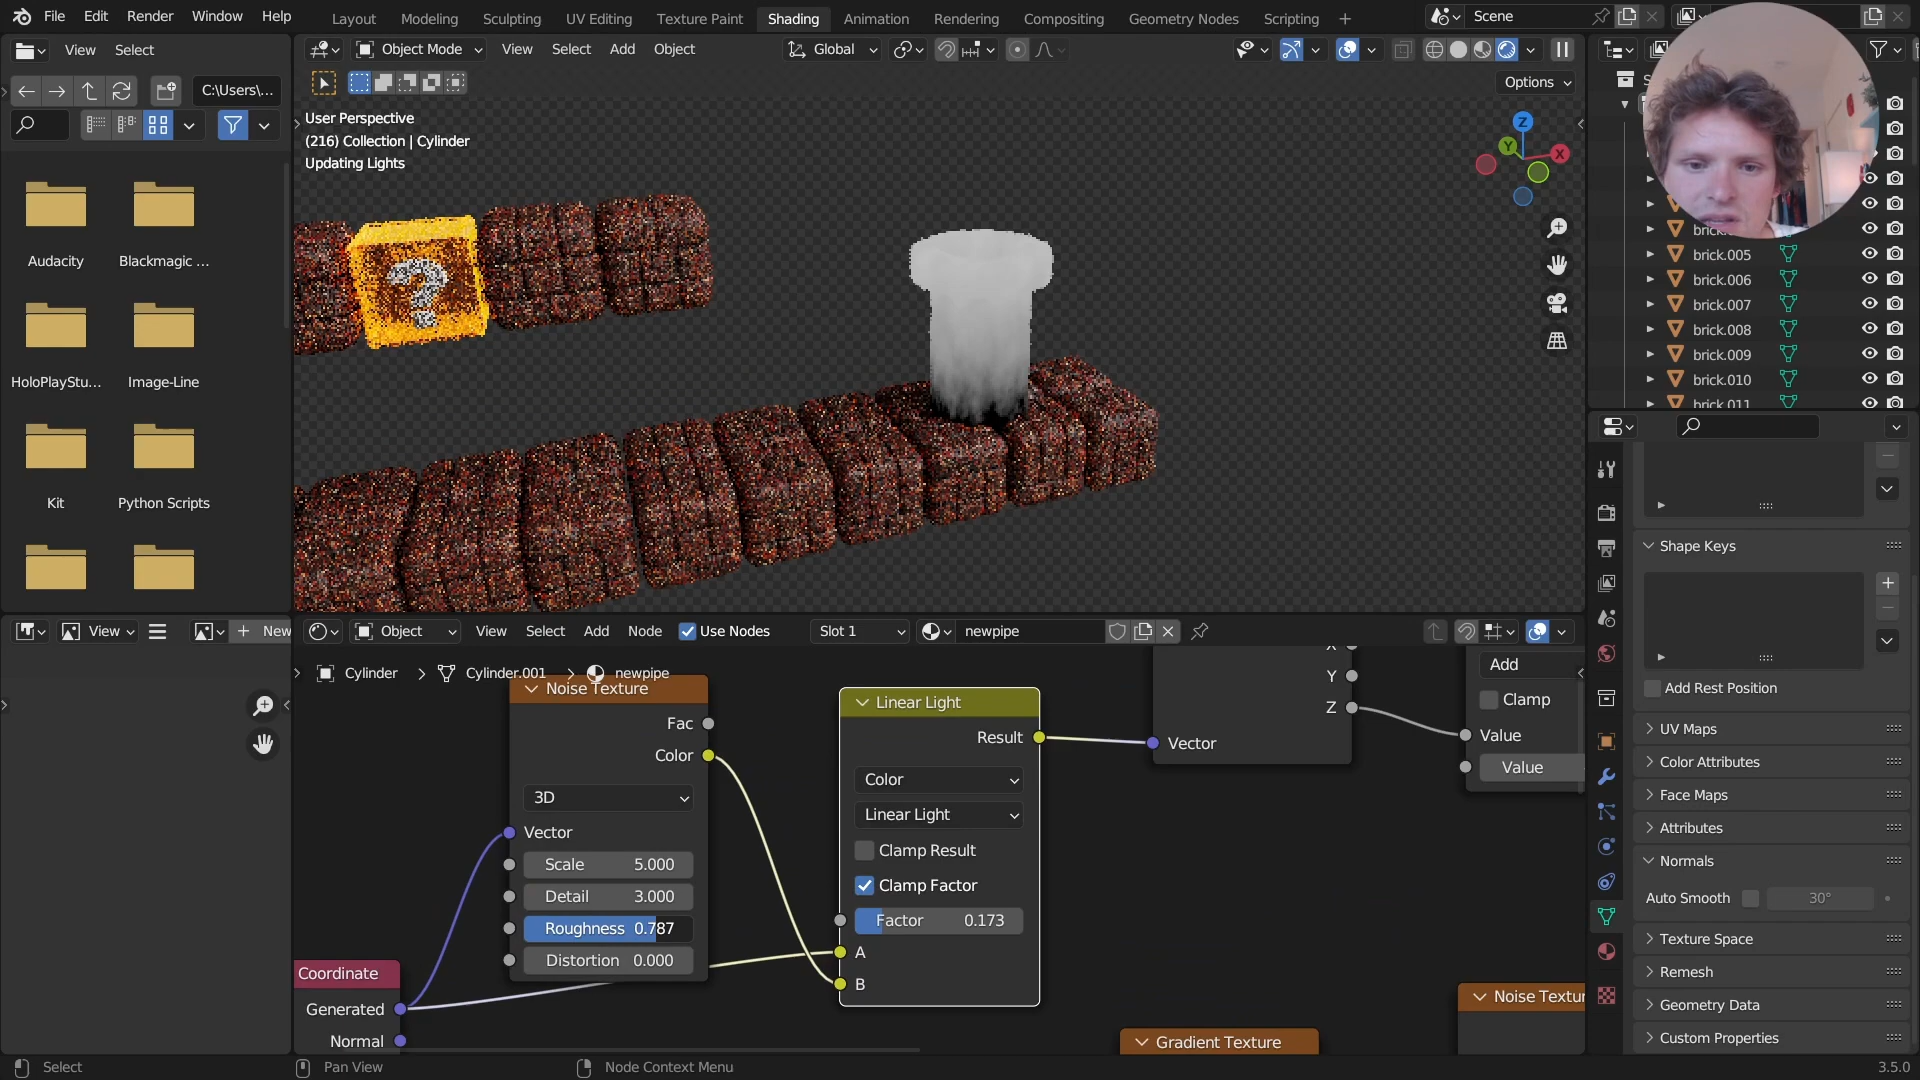 File Edit Render Window Help Layout Modeling Sculpting UV Editing Texture Paint Shading Animation Rendering Compositing Geometry Nodes Scripting + Scene
View Select Object Mode View Select Add Object Global
C:\Users\... Options
User Perspective
(216) Collection | Cylinder
Updating Lights
Z
Y
X
?
Audacity
Blackmagic ...
HoloPlayStu...
Image-Line
Kit
Python Scripts
brick.005
brick.007
brick.008
brick.009
brick.010
brick.011
Shape Keys
Add Rest Position
UV Maps
Color Attributes
Face Maps
Attributes
Normals
Auto Smooth 30°
Texture Space
Remesh
Geometry Data
Custom Properties
View + New Object View Select Add Node Use Nodes Slot 1 newpipe
Cylinder > Cylinder.001 > newpipe
Noise Texture
Fac
Color
3D
Vector
Scale 5.000
Detail 3.000
Roughness 0.787
Distortion 0.000
Coordinate
Generated
Normal
Linear Light
Result
Color
Linear Light
Clamp Result
Clamp Factor
Factor 0.173
A
B
Y
Z
Vector
Add
Clamp
Value
Value
Gradient Texture
Noise Textur
Select Pan View Node Context Menu 3.5.0